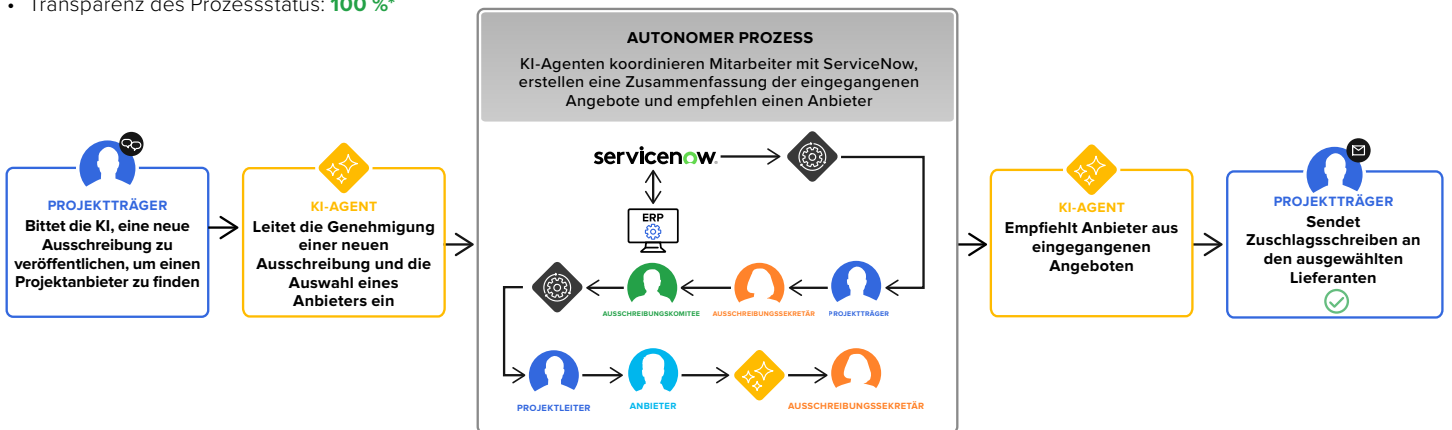 • Transparenz des Prozessstatus: 100 %*
PROJEKTTRÄGER
Bittet die KI, eine neue
Ausschreibung zu
veröffentlichen, um einen
Projektanbieter zu finden
KI-AGENT
Leitet die Genehmigung
einer neuen
Ausschreibung und die
Auswahl eines
Anbieters ein
AUTONOMER PROZESS
KI-Agenten koordinieren Mitarbeiter mit ServiceNow,
erstellen eine Zusammenfassung der eingegangenen
Angebote und empfehlen einen Anbieter
servicenow.
ERP
AUSSCHREIBUNGSKOMITEE
AUSSCHREIBUNGSSEKRETÄR
PROJEKTTRÄGER
PROJEKTLEITER
ANBIETER
AUSSCHREIBUNGSSEKRETÄR
KI-AGENT
Empfiehlt Anbieter aus
eingegangenen
Angeboten
PROJEKTTRÄGER
Sendet
Zuschlagsschreiben an
den ausgewählten
Lieferanten